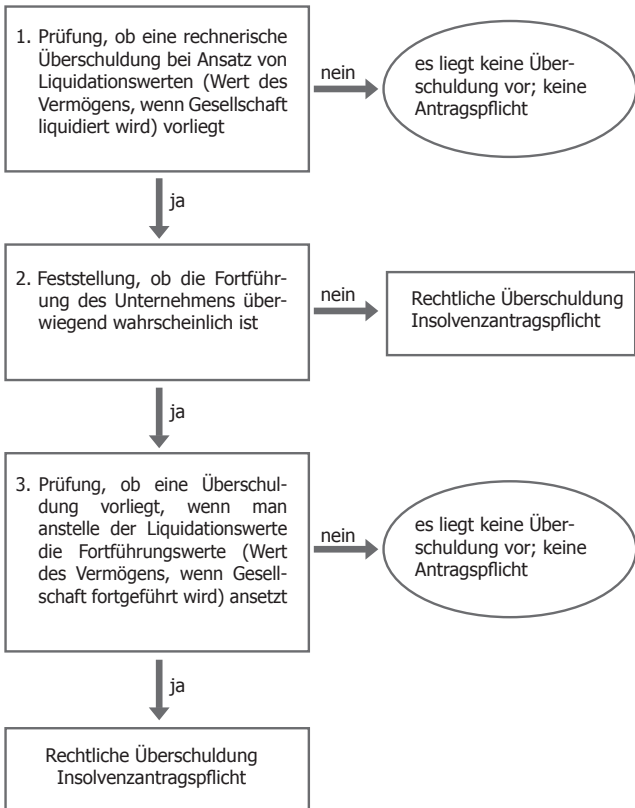 1. Prüfung, ob eine rechnerische
Überschuldung bei Ansatz von
Liquidationswerten (Wert des
Vermögens, wenn Gesellschaft
liquidiert wird) vorliegt
nein
es liegt keine Über-
schuldung vor; keine
Antragspflicht
ja
2. Feststellung, ob die Fortführ-
ung des Unternehmens über-
wiegend wahrscheinlich ist
nein
Rechtliche Überschuldung
Insolvenzantragspflicht
ja
3. Prüfung, ob eine Überschul-
dung vorliegt, wenn man
anstelle der Liquidationswerte
die Fortführungswerte (Wert
des Vermögens, wenn Gesell-
schaft fortgeführt wird) ansetzt
nein
es liegt keine Über-
schuldung vor; keine
Antragspflicht
ja
Rechtliche Überschuldung
Insolvenzantragspflicht